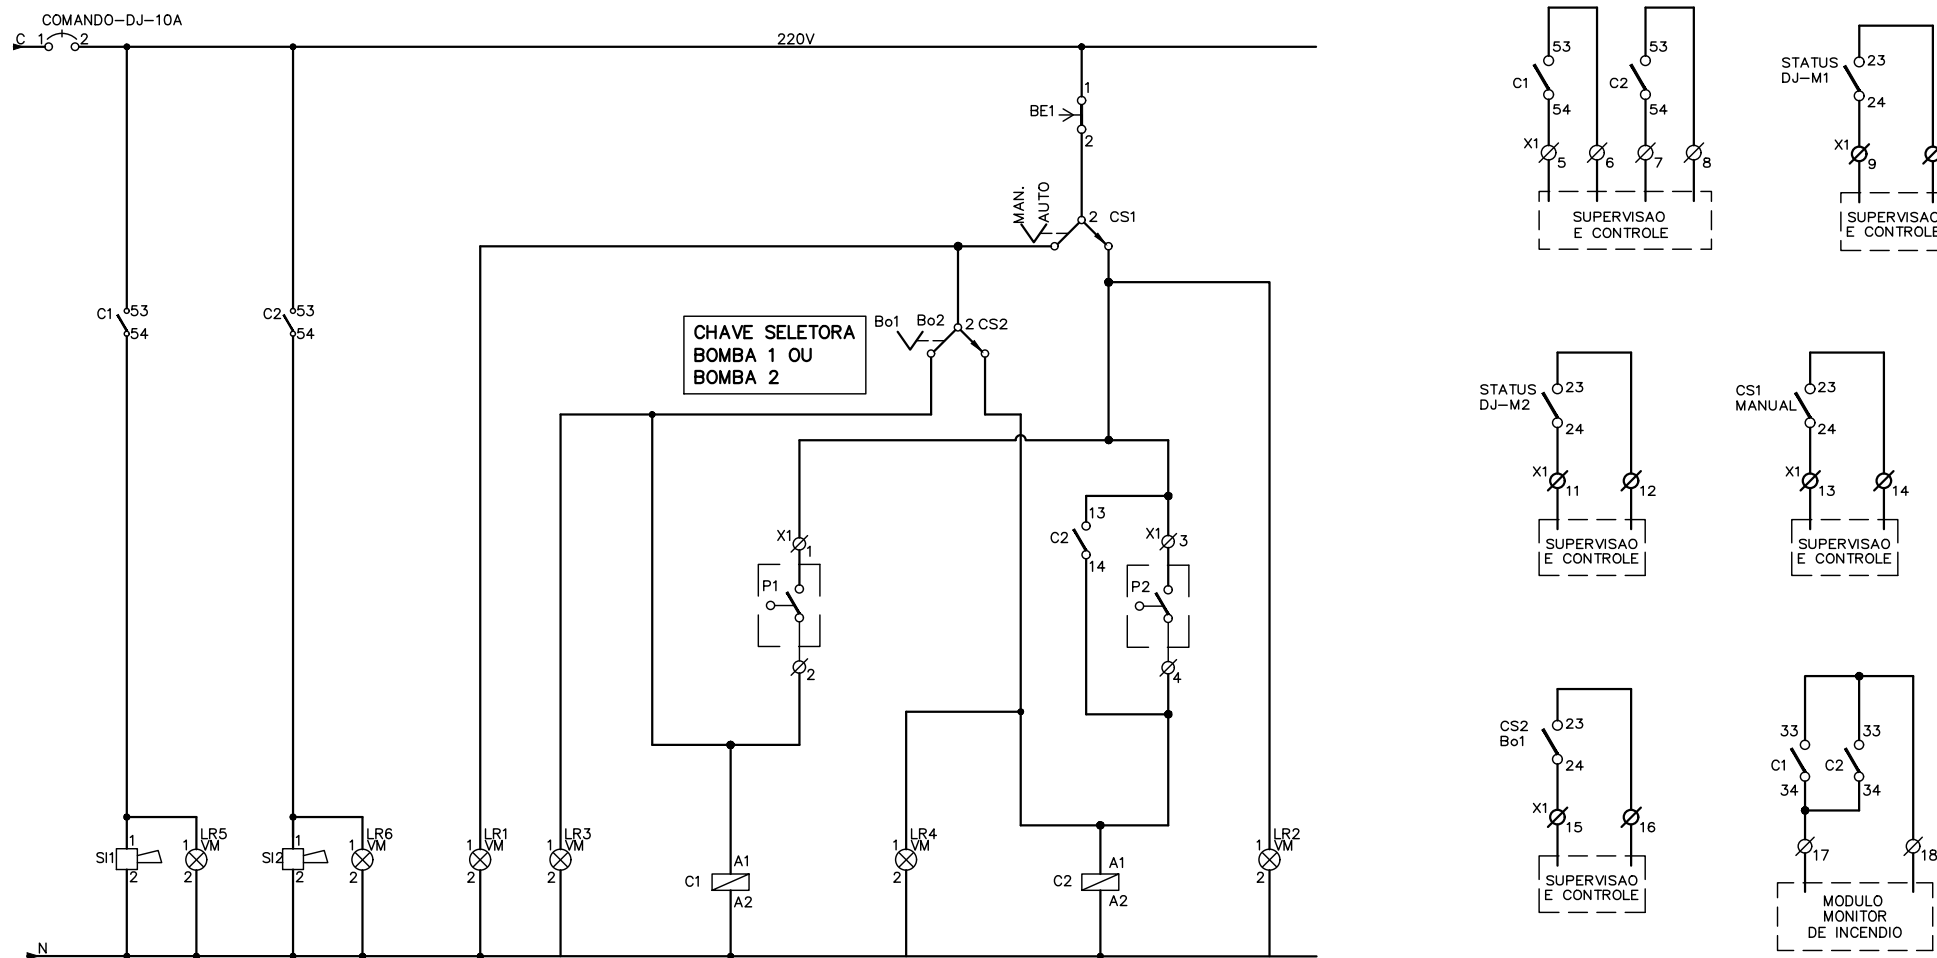 COMANDO-DJ-10A
C 1 2
220V
1
BE1
2
MAN.
AUTO
2 CS1
C1 53
54
C2 53
54
CHAVE SELETORA
BOMBA 1 OU
BOMBA 2
Bo1 Bo2 2 CS2
X1
1
P1
2
13
C2
14
X1 3
P2
4
1
SI1
2
LR5
1 VM
2
1
SI2
2
LR6
1 VM
2
LR1
1 VM
2
LR3
1 VM
2
A1
C1
A2
LR4
1 VM
2
A1
C2
A2
LR2
1 VM
2
N
53
C1
54
X1
5 6
53
C2
54
7 8
SUPERVISAO
E CONTROLE
STATUS
DJ-M1
23
24
X1
9
SUPERVISAO
E CONTROLE
STATUS
DJ-M2
23
24
X1
11 12
SUPERVISAO
E CONTROLE
CS1
MANUAL
23
24
X1
13 14
SUPERVISAO
E CONTROLE
CS2
Bo1
23
24
X1
15 16
SUPERVISAO
E CONTROLE
33 33
C1 C2
34 34
17 18
MODULO
MONITOR
DE INCENDIO